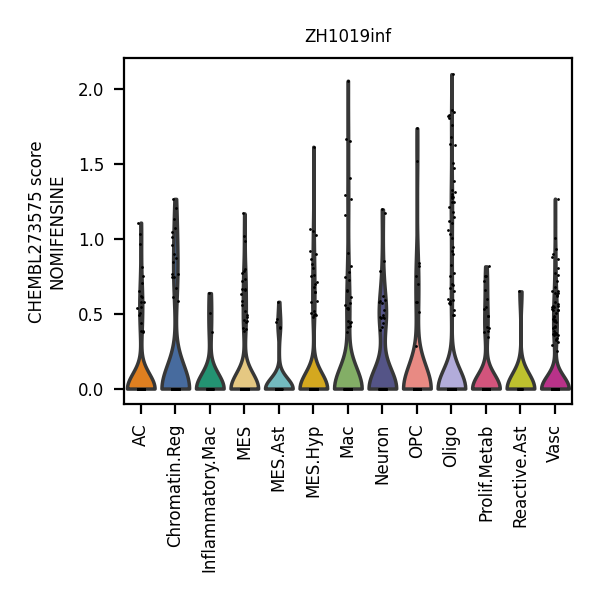 ZH1019inf
CHEMBL273575 score
NOMIFENSINE
2.0
1.5
1.0
0.5
0.0
AC
Chromatin.Reg
Inflammatory.Mac
MES
MES.Ast
MES.Hyp
Mac
Neuron
OPC
Oligo
Prolif.Metab
Reactive.Ast
Vasc